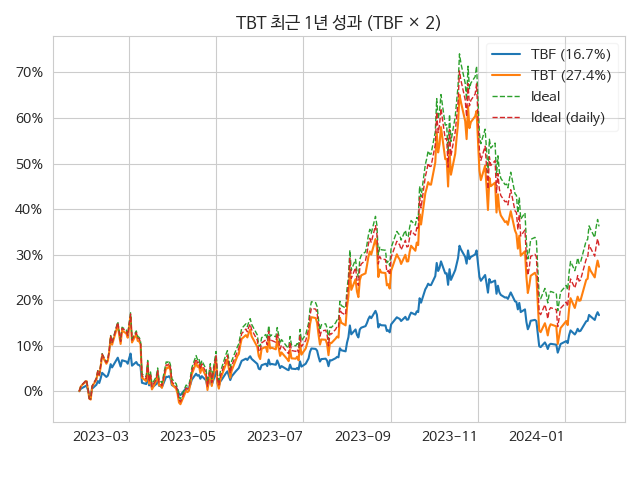 TBT 최근 1년 성과 (TBF × 2)
TBF (16.7%)
TBT (27.4%)
Ideal
Ideal (daily)
70%
60%
50%
40%
30%
20%
10%
0%
2023-03 2023-05 2023-07 2023-09 2023-11 2024-01